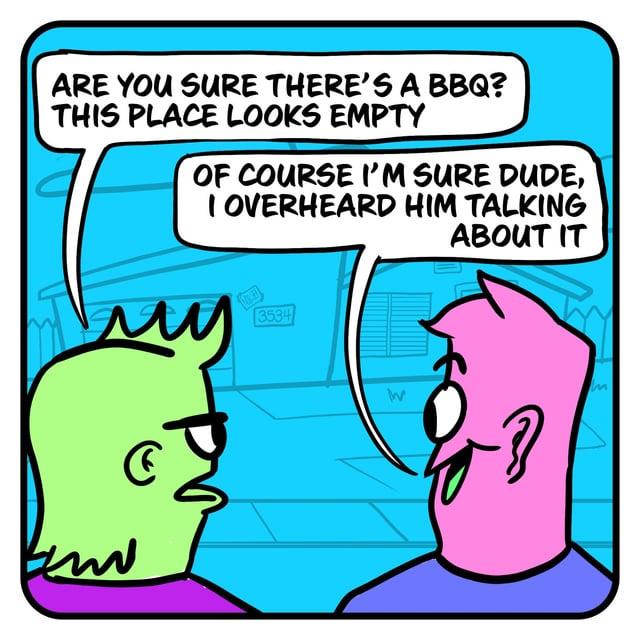 ARE YOU SURE THERE'S A BBQ?
THIS PLACE LOOKS EMPTY
OF COURSE I'M SURE DUDE,
I OVERHEARD HIM TALKING
ABOUT IT
3534